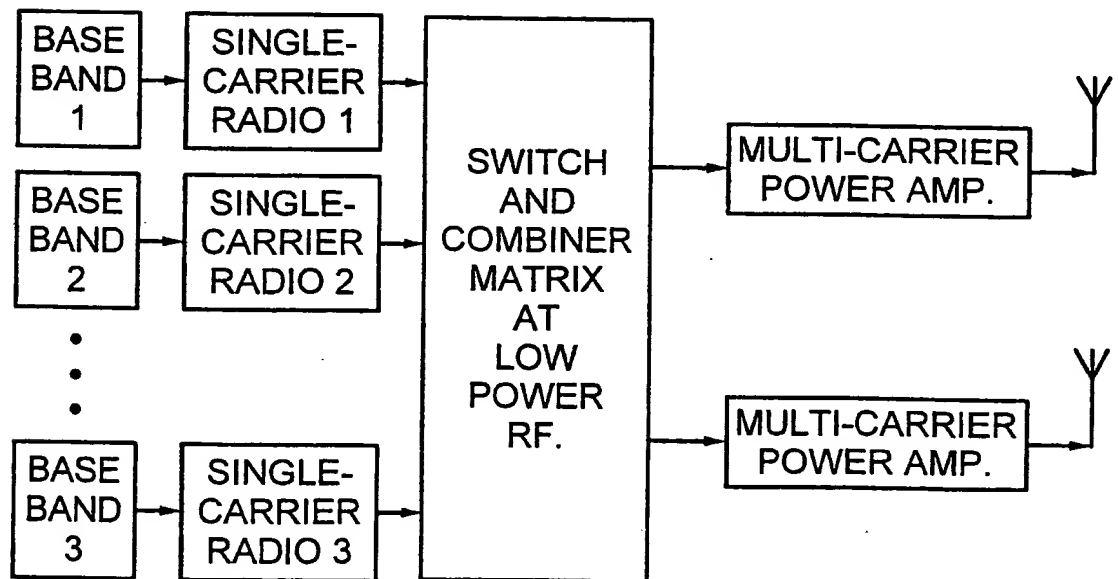 BASE
BAND
1
SINGLE-
CARRIER
RADIO 1
BASE
BAND
2
SINGLE-
CARRIER
RADIO 2
BASE
BAND
3
SINGLE-
CARRIER
RADIO 3
SWITCH
AND
COMBINER
MATRIX
AT
LOW
POWER
RF.
MULTI-CARRIER
POWER AMP.
MULTI-CARRIER
POWER AMP.